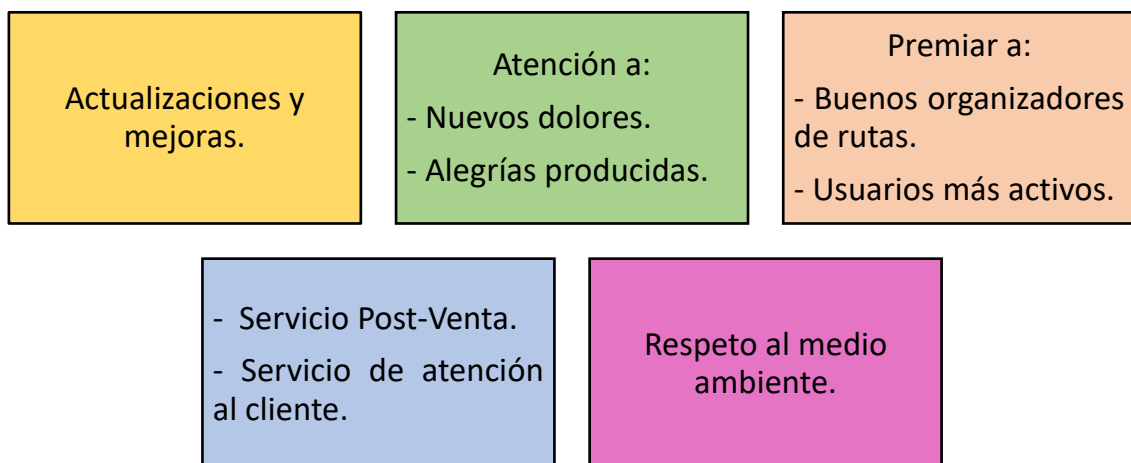 Actualizaciones y
mejoras.
Atención a:
- Nuevos dolores.
- Alegrías producidas.
Premiar a:
- Buenos organizadores
de rutas.
- Usuarios más activos.
- Servicio Post-Venta.
- Servicio de atención
al cliente.
Respeto al medio
ambiente.